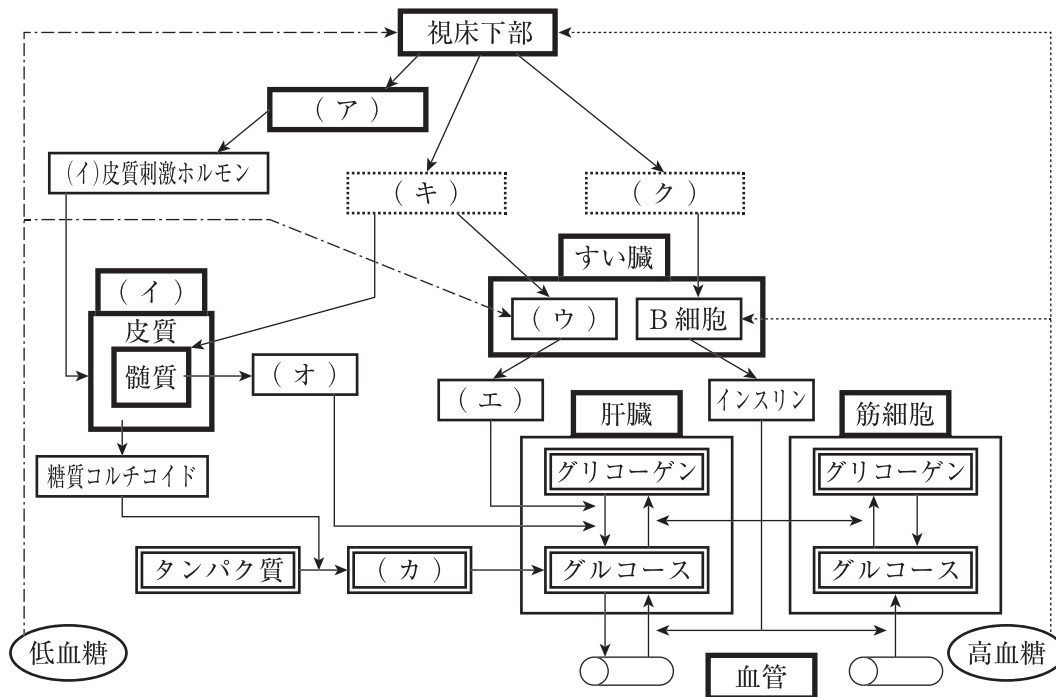 視床下部
（ ア ）
（イ）皮質刺激ホルモン
（ キ ）
（ ク ）
すい臓
（ イ ）
（ ウ ）
B 細胞
皮質
髄質
（ オ ）
（ エ ）
インスリン
肝臓
筋細胞
グリコーゲン
グリコーゲン
糖質コルチコイド
タンパク質
（ カ ）
グルコース
グルコース
低血糖
高血糖
血管